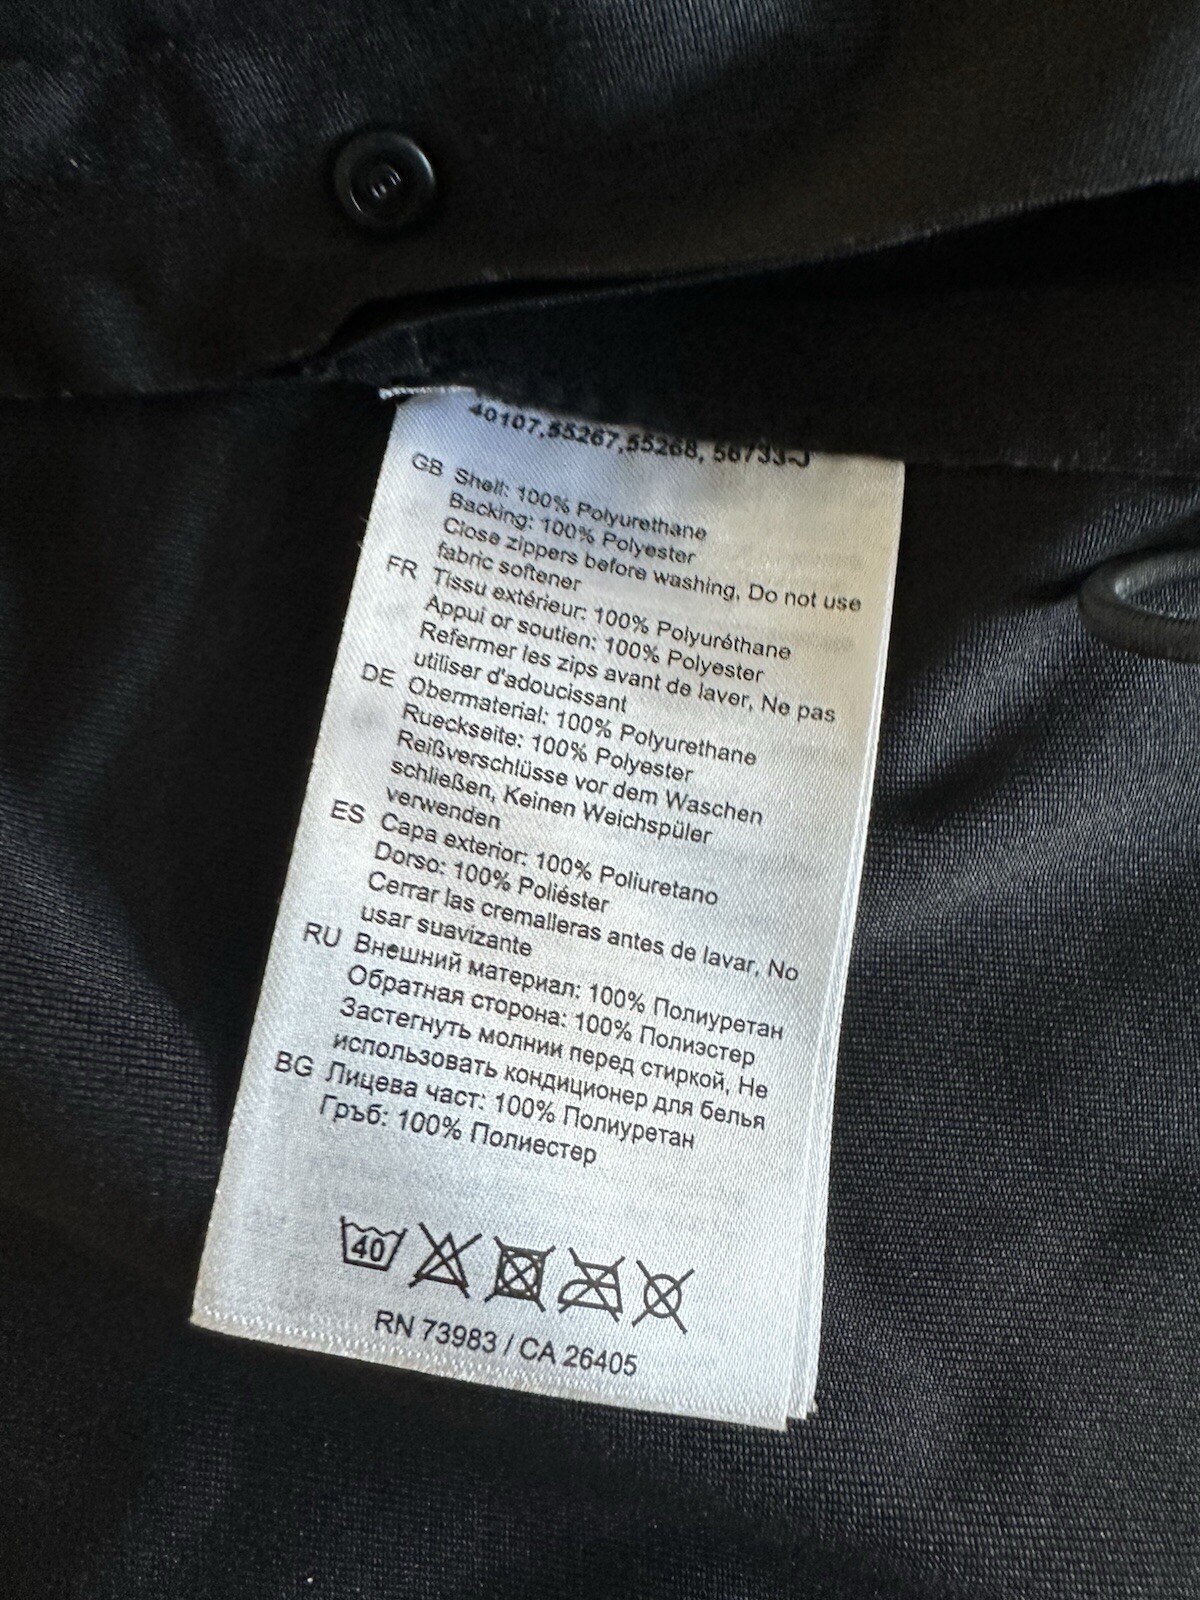 40107,55267,55268, 56733-J
GB Shell: 100% Polyurethane
Backing: 100% Polyester
Close zippers before washing, Do not use
fabric softener
FR Tissu extérieur: 100% Polyuréthane
Appui or soutien: 100% Polyester
Refermer les zips avant de laver, Ne pas
utiliser d'adoucissant
DE Obermaterial: 100% Polyurethane
Rueckseite: 100% Polyester
Reißverschlüsse vor dem Waschen
schließen, Keinen Weichspüler
verwenden
ES Capa exterior: 100% Poliuretano
Dorso: 100% Poliéster
Cerrar las cremalleras antes de lavar, No
usar suavizante
RU Внешний материал: 100% Полиуретан
Обратная сторона: 100% Полиэстер
Застегнуть молнии перед стиркой, Не
использовать кондиционер для белья
BG Лицева част: 100% Полиуретан
Гръб: 100% Полиестер
40
RN 73983 / CA 26405